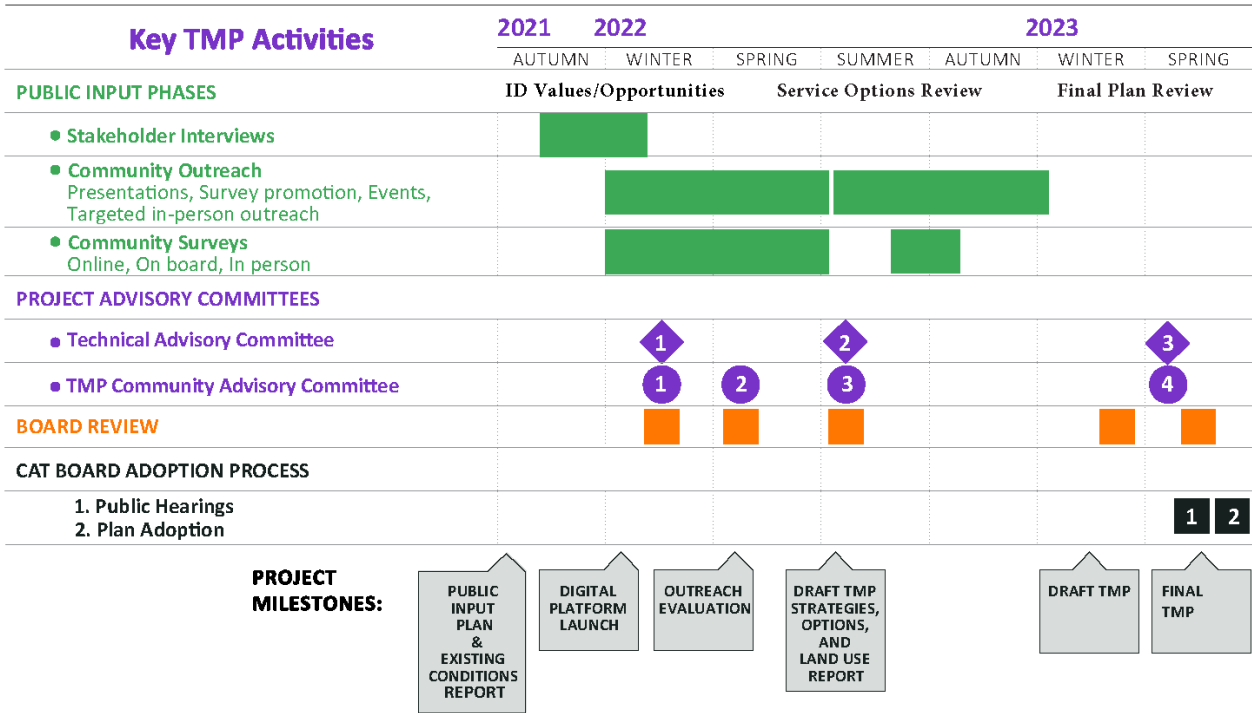 Key TMP Activities
2021 2022 2023
AUTUMN WINTER SPRING SUMMER AUTUMN WINTER SPRING
PUBLIC INPUT PHASES ID Values/Opportunities Service Options Review Final Plan Review
• Stakeholder Interviews
• Community Outreach
Presentations, Survey promotion, Events,
Targeted in-person outreach
• Community Surveys
Online, On board, In person
PROJECT ADVISORY COMMITTEES
• Technical Advisory Committee 1 2 3
• TMP Community Advisory Committee 1 2 3 4
BOARD REVIEW
CAT BOARD ADOPTION PROCESS
1. Public Hearings
2. Plan Adoption
1 2
PROJECT
MILESTONES:
PUBLIC
INPUT
PLAN
&
EXISTING
CONDITIONS
REPORT
DIGITAL
PLATFORM
LAUNCH
OUTREACH
EVALUATION
DRAFT TMP
STRATEGIES,
OPTIONS,
AND
LAND USE
REPORT
DRAFT TMP
FINAL
TMP